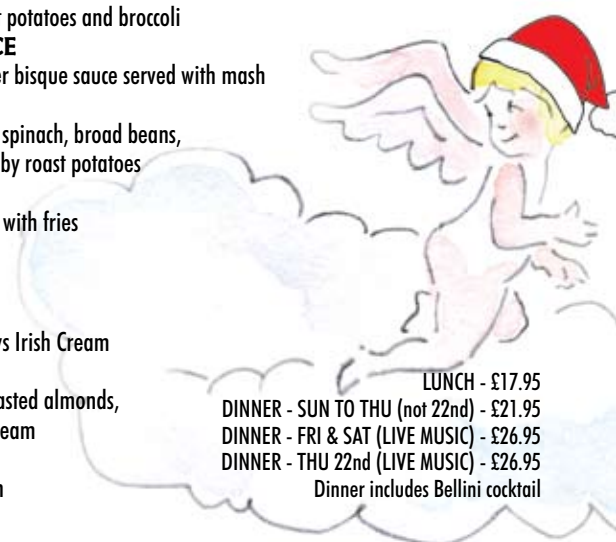 potatoes and broccoli
CE
bisque sauce served with mash
spinach, broad beans,
by roast potatoes
with fries
Irish Cream
almonds,
LUNCH - £17.95
DINNER - SUN TO THU (not 22nd) - £21.95
DINNER - FRI & SAT (LIVE MUSIC) - £26.95
DINNER - THU 22nd (LIVE MUSIC) - £26.95
Dinner includes Bellini cocktail